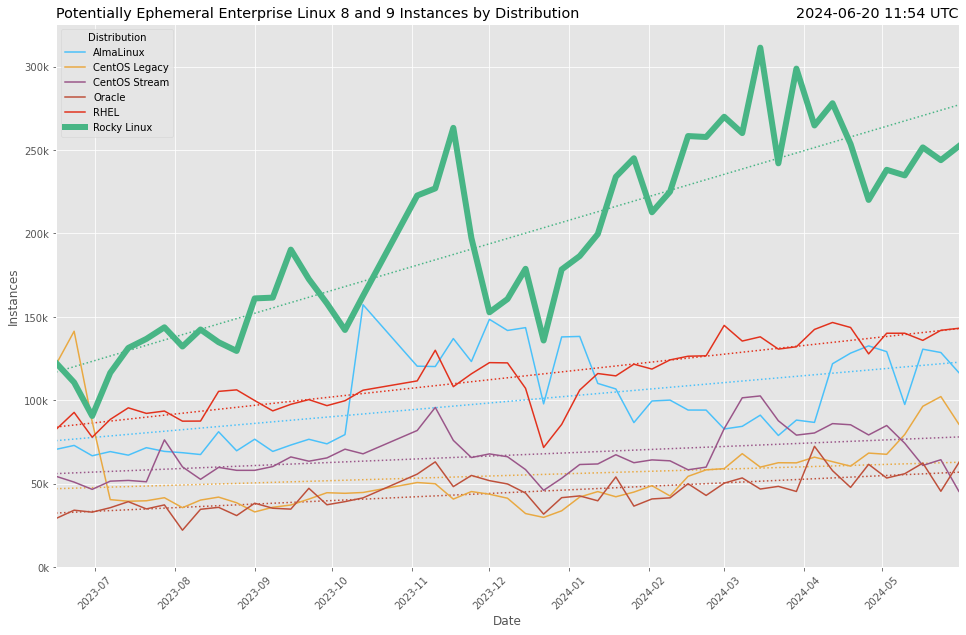 Potentially Ephemeral Enterprise Linux 8 and 9 Instances by Distribution
2024-06-20 11:54 UTC
Distribution
AlmaLinux
CentOS Legacy
CentOS Stream
Oracle
RHEL
Rocky Linux
300k
250k
200k
150k
100k
50k
0k
Instances
2023-07
2023-08
2023-09
2023-10
2023-11
2023-12
2024-01
2024-02
2024-03
2024-04
2024-05
Date